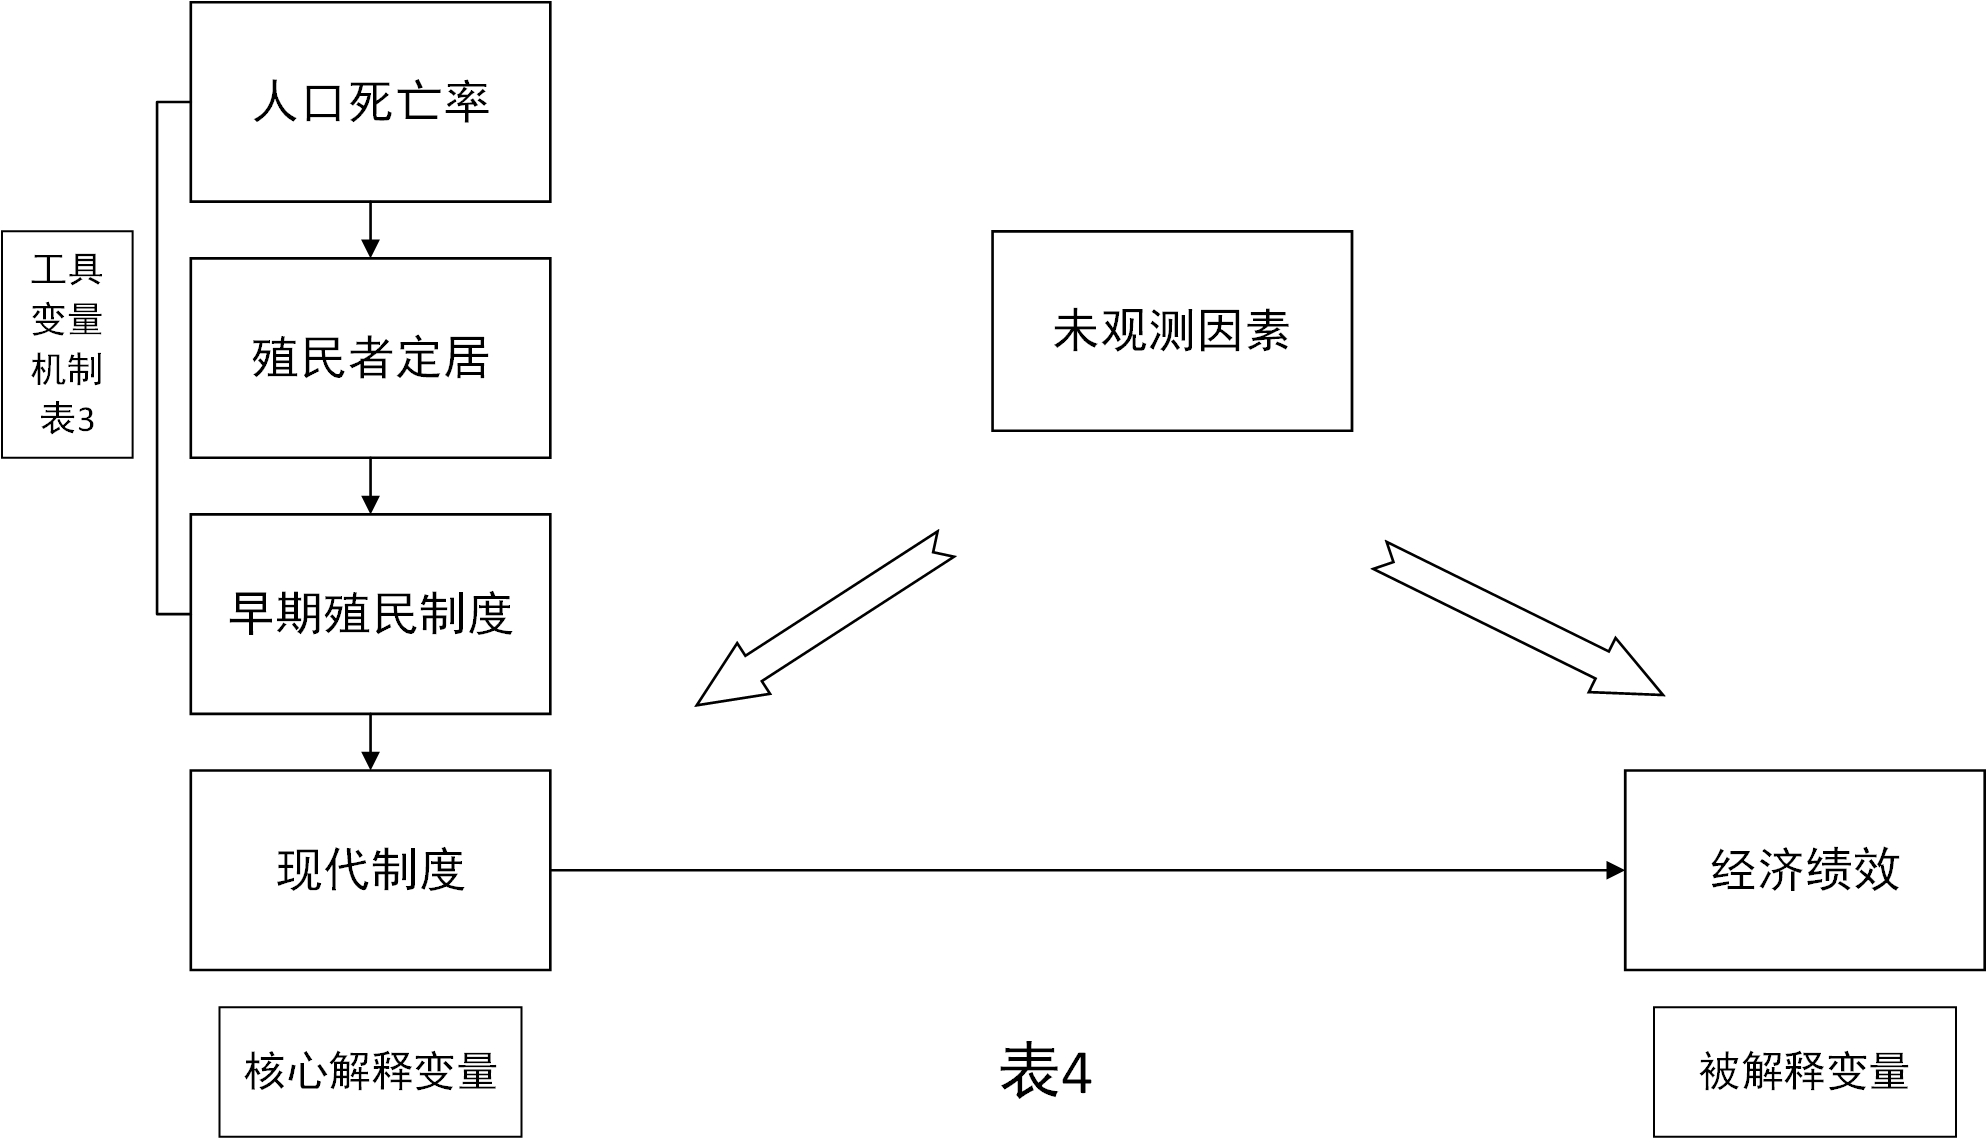 人口死亡率
工具
变量
机制
表3
殖民者定居
未观测因素
早期殖民制度
现代制度
经济绩效
核心解释变量
表4
被解释变量